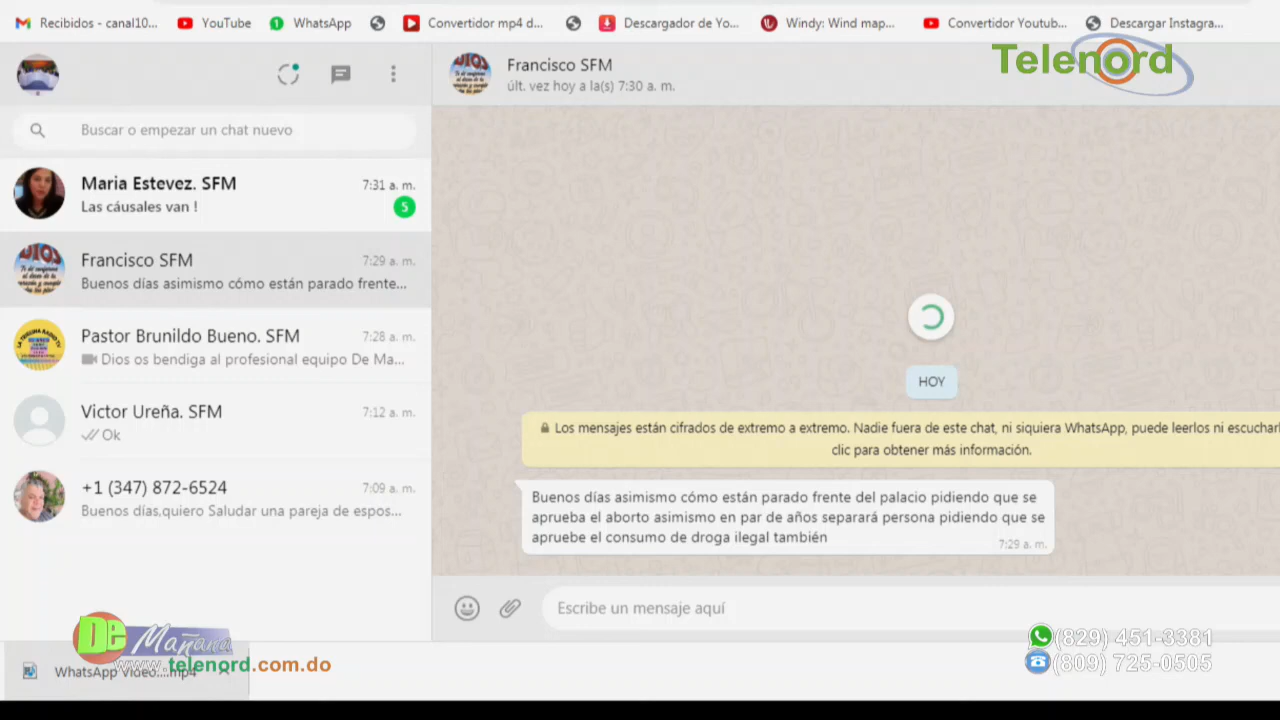 Recibidos - canal10...
YouTube
WhatsApp
Convertidor mp4 d...
Descargador de Yo...
Windy: Wind map...
Convertidor Youtub...
Descargar Instagra...
Telenord
Francisco SFM
últ. vez hoy a la(s) 7:30 a. m.
Buscar o empezar un chat nuevo
Maria Estevez. SFM
7:31 a. m.
Las cáusales van !
5
Francisco SFM
7:29 a. m.
Buenos días asimismo cómo están parado frente...
Pastor Brunildo Bueno. SFM
7:28 a. m.
Dios os bendiga al profesional equipo De Ma...
Victor Ureña. SFM
7:12 a. m.
Ok
+1 (347) 872-6524
7:09 a. m.
Buenos días,quiero Saludar una pareja de espos...
HOY
Los mensajes están cifrados de extremo a extremo. Nadie fuera de este chat, ni siquiera WhatsApp, puede leerlos ni
clic para obtener más información.
Buenos días asimismo cómo están parado frente del palacio pidiendo que se
aprueba el aborto asimismo en par de años separará persona pidiendo que se
apruebe el consumo de droga ilegal también
7:29 a. m.
Escribe un mensaje aquí
De Mañana
www.telenord.com.do
WhatsApp Video....mp4
(829) 451-3381
(809) 725-0505